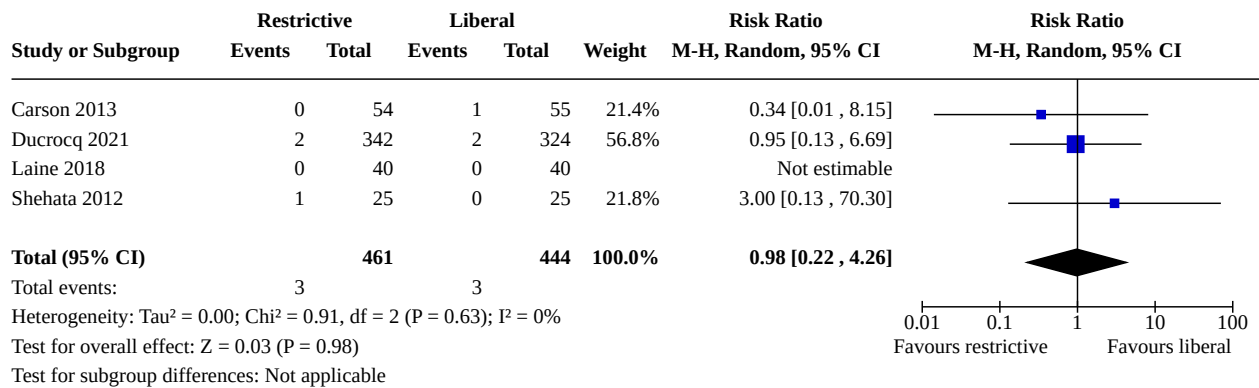 Restrictive Liberal Risk Ratio Risk Ratio
Study or Subgroup Events Total Events Total Weight M-H, Random, 95% CI M-H, Random, 95% CI
Carson 2013 0 54 1 55 21.4% 0.34 [0.01 , 8.15]
Ducrocq 2021 2 342 2 324 56.8% 0.95 [0.13 , 6.69]
Laine 2018 0 40 0 40 Not estimable
Shehata 2012 1 25 0 25 21.8% 3.00 [0.13 , 70.30]
Total (95% CI) 461 444 100.0% 0.98 [0.22 , 4.26]
Total events: 3 3
Heterogeneity: Tau² = 0.00; Chi² = 0.91, df = 2 (P = 0.63); I² = 0%
0.01 0.1 1 10 100
Test for overall effect: Z = 0.03 (P = 0.98)
Favours restrictive Favours liberal
Test for subgroup differences: Not applicable